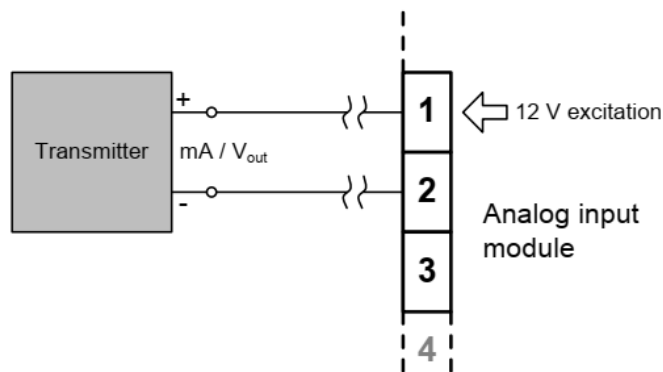 +
1
12 V excitation
Transmitter
mA / Vout
-
2
Analog input
module
3
4